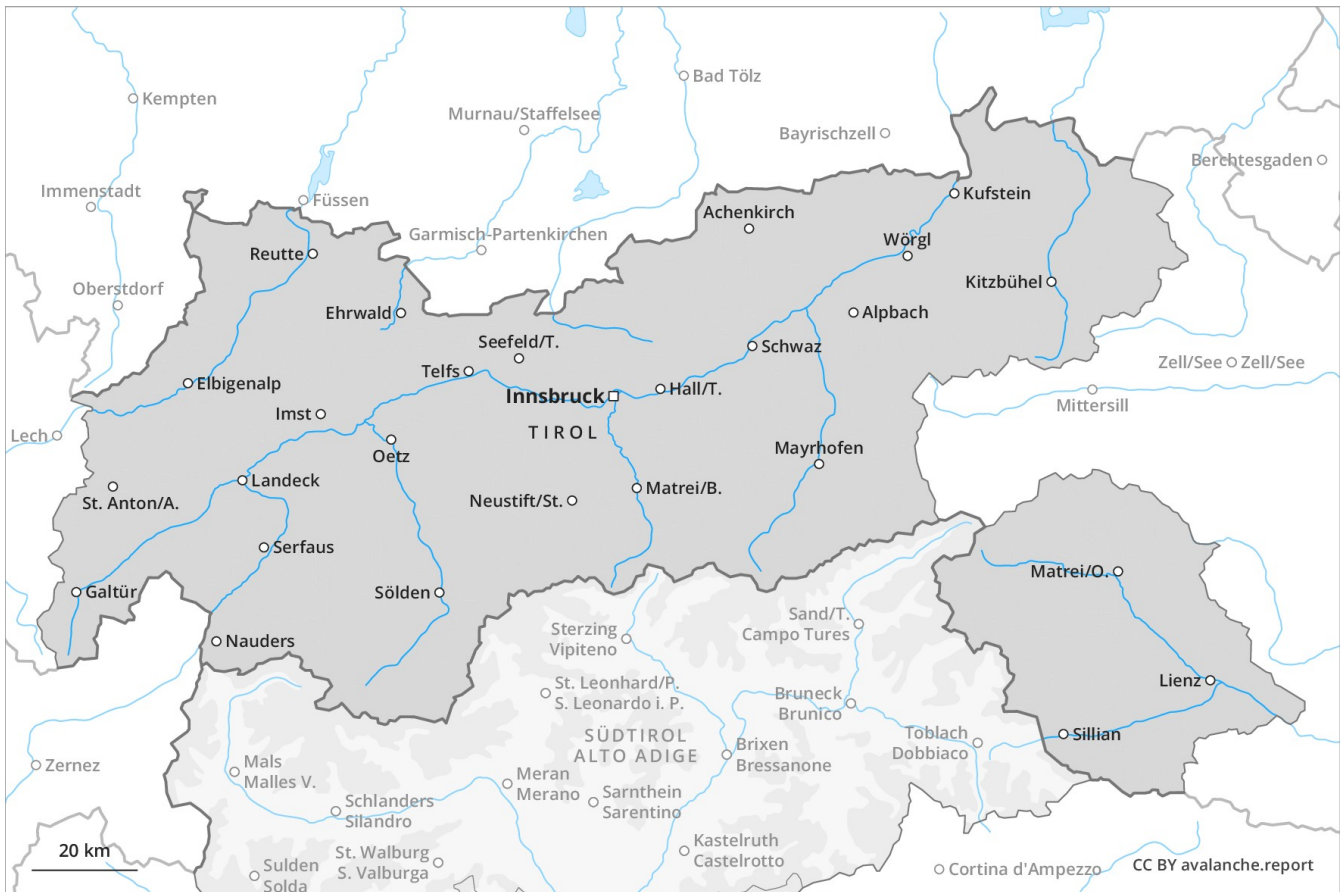 Kempten
Bad Tölz
Murnau/Staffelsee
Bayrischzell
Berchtesgaden
Immenstadt
Füssen
Kufstein
Achenkirch
Garmisch-Partenkirchen
Wörgl
Reutte
Kitzbühel
Oberstdorf
Ehrwald
Alpbach
Seefeld/T.
Schwaz
Zell/See
Zell/See
Telfs
Elbigenalp
Innsbruck
Hall/T.
Mittersill
Imst
TIROL
Lech
Oetz
Mayrhofen
Landeck
St. Anton/A.
Neustift/St.
Matrei/B.
Serfaus
Matrei/O.
Galtür
Sölden
Sand/T.
Campo Tures
Nauders
Sterzing
Vipiteno
Lienz
St. Leonhard/P.
S. Leonardo i. P.
Bruneck
Brunico
SÜDTIROL
ALTO ADIGE
Toblach
Dobbiaco
Sillian
Brixen
Bressanone
Zernez
Mals
Malles V.
Meran
Merano
Sarnthein
Sarentino
Schlanders
Silandro
Kastelruth
Castelrotto
20 km
St. Walburg
S. Valburga
Sulden
Solda
Cortina d'Ampezzo
CC BY avalanche.report